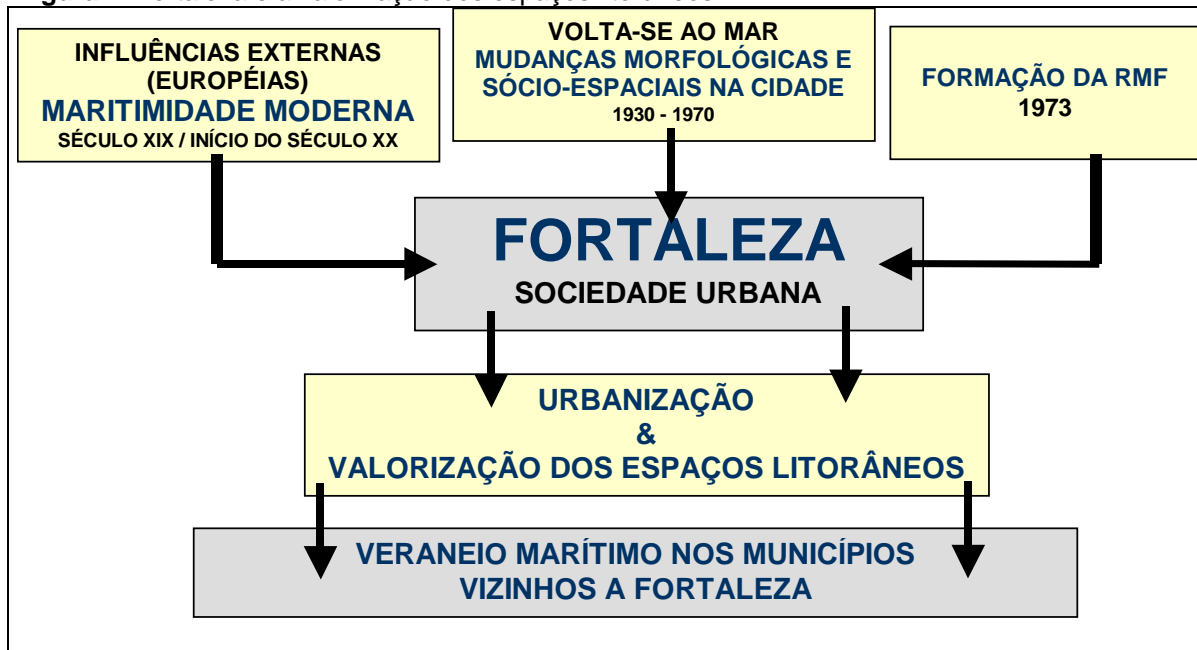 INFLUÊNCIAS EXTERNAS
(EUROPÉIAS)
MARITIMIDADE MODERNA
SÉCULO XIX / INÍCIO DO SÉCULO XX
VOLTA-SE AO MAR
MUDANÇAS MORFOLÓGICAS E
SÓCIO-ESPACIAIS NA CIDADE
1930 - 1970
FORMAÇÃO DA RMF
1973
FORTALEZA
SOCIEDADE URBANA
URBANIZAÇÃO
&
VALORIZAÇÃO DOS ESPAÇOS LITORÂNEOS
VERANEIO MARÍTIMO NOS MUNICÍPIOS
VIZINHOS A FORTALEZA